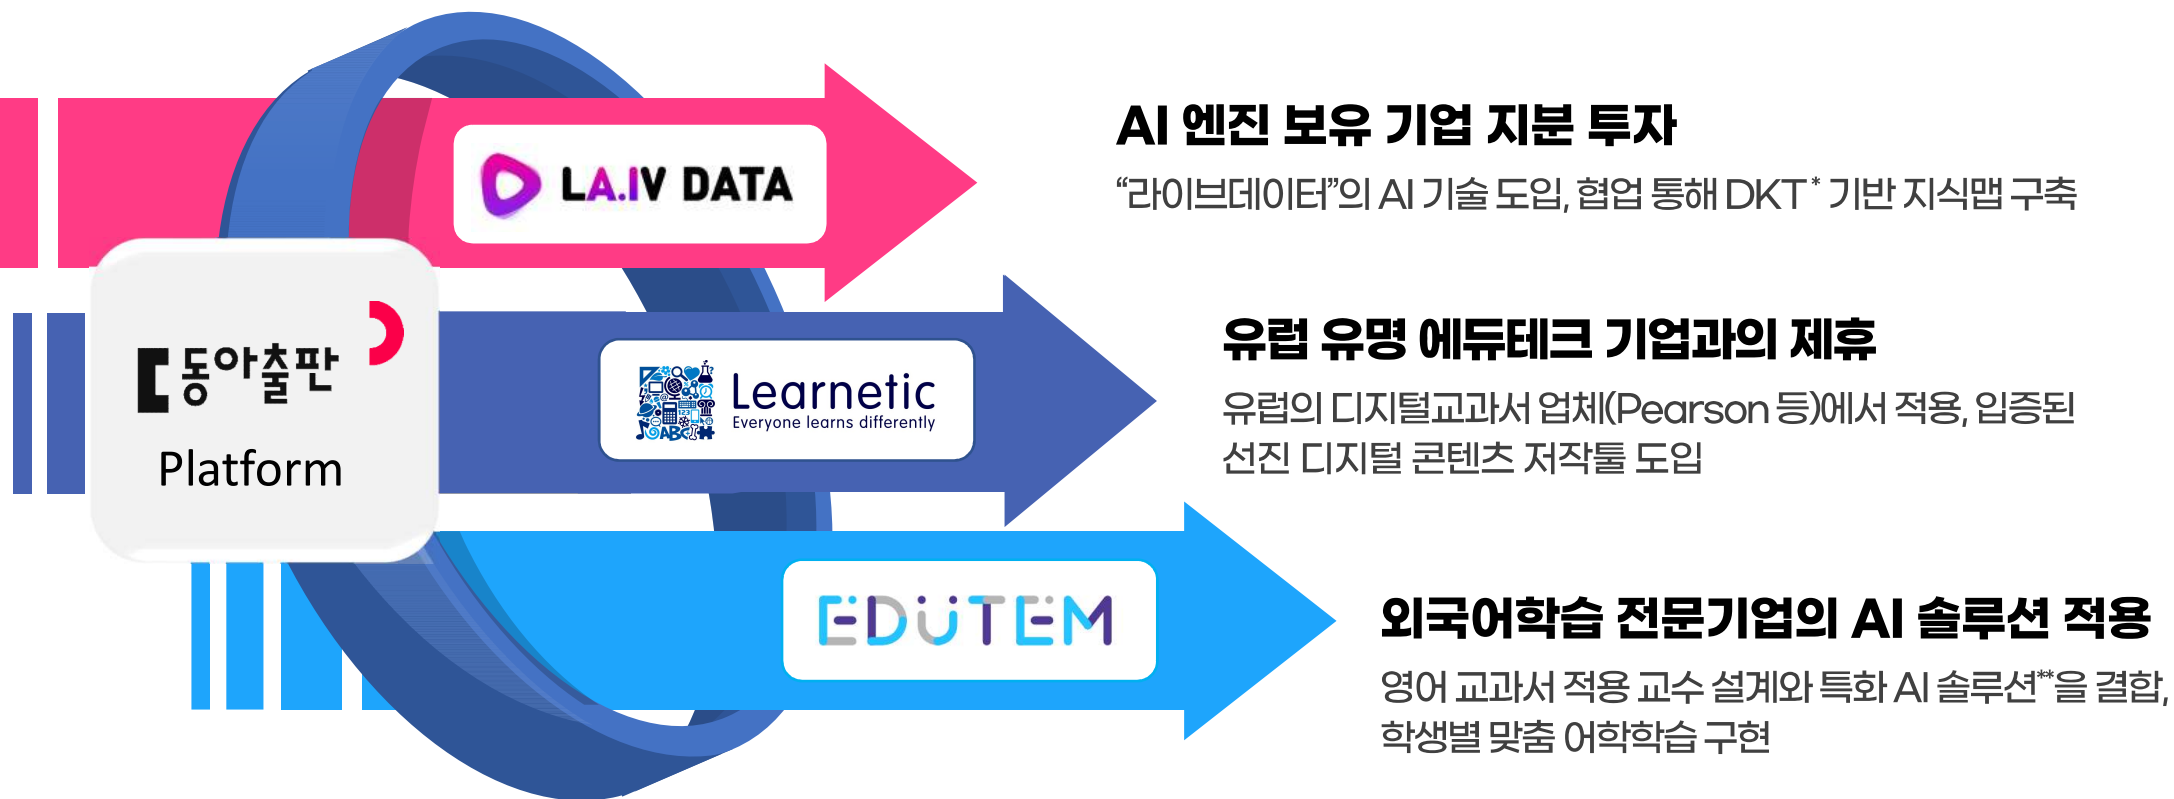 동아출판
Platform
LA.IV DATA
AI 엔진 보유 기업 지분 투자
“라이브데이터”의 AI 기술 도입, 협업 통해 DKT* 기반 지식맵 구축
Learnetic
Everyone learns differently
123
ABC
유럽 유명 에듀테크 기업과의 제휴
유럽의 디지털교과서 업체(Pearson 등)에서 적용, 입증된
선진 디지털 콘텐츠 저작툴 도입
EDUTEM
외국어학습 전문기업의 AI 솔루션 적용
영어 교과서 적용 교수 설계와 특화 AI 솔루션**을 결합,
학생별 맞춤 어학학습 구현